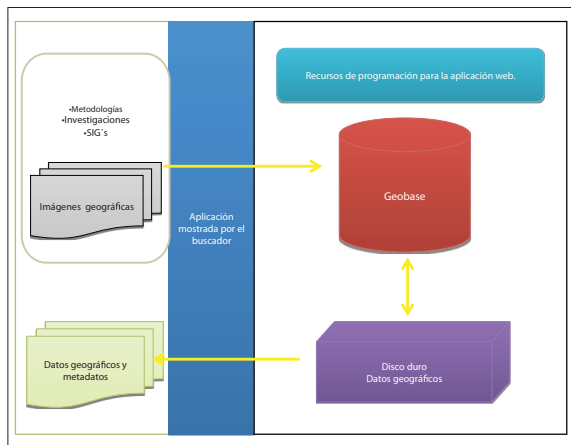 •Metodologías
•Investigaciones
•SIG´s
Imágenes geográficas
Aplicación
mostrada por el
buscador
Recursos de programación para la aplicación web.
Geobase
Datos geográficos y
metadatos
Disco duro
Datos geográficos